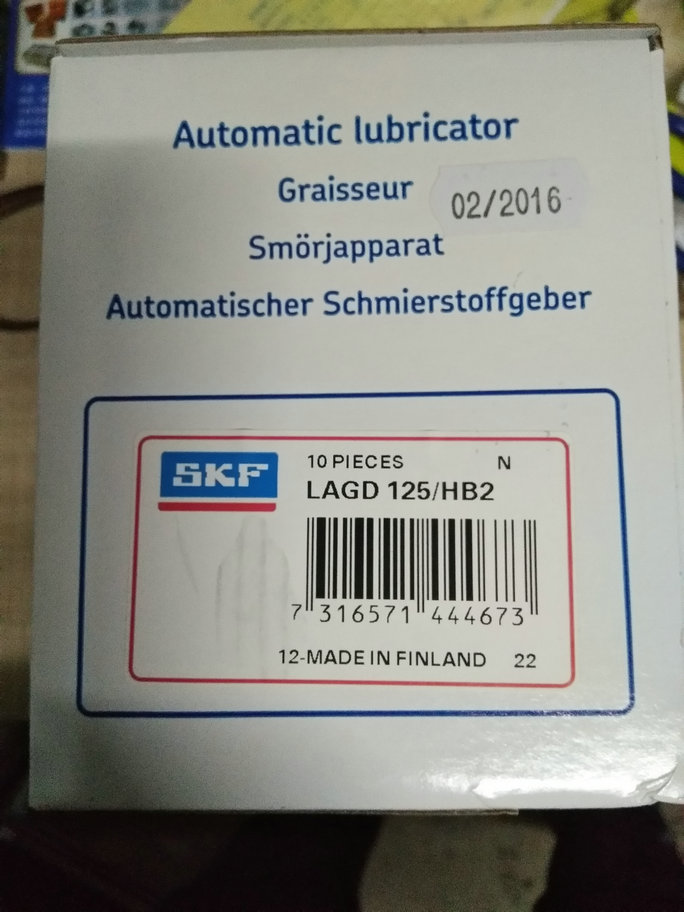 Automatic lubricator
Graisseur
02/2016
Smörjapparat
Automatischer Schmierstoffgeber
SKF
10 PIECES N
LAGD 125/HB2
7 316571 444673
12-MADE IN FINLAND 22